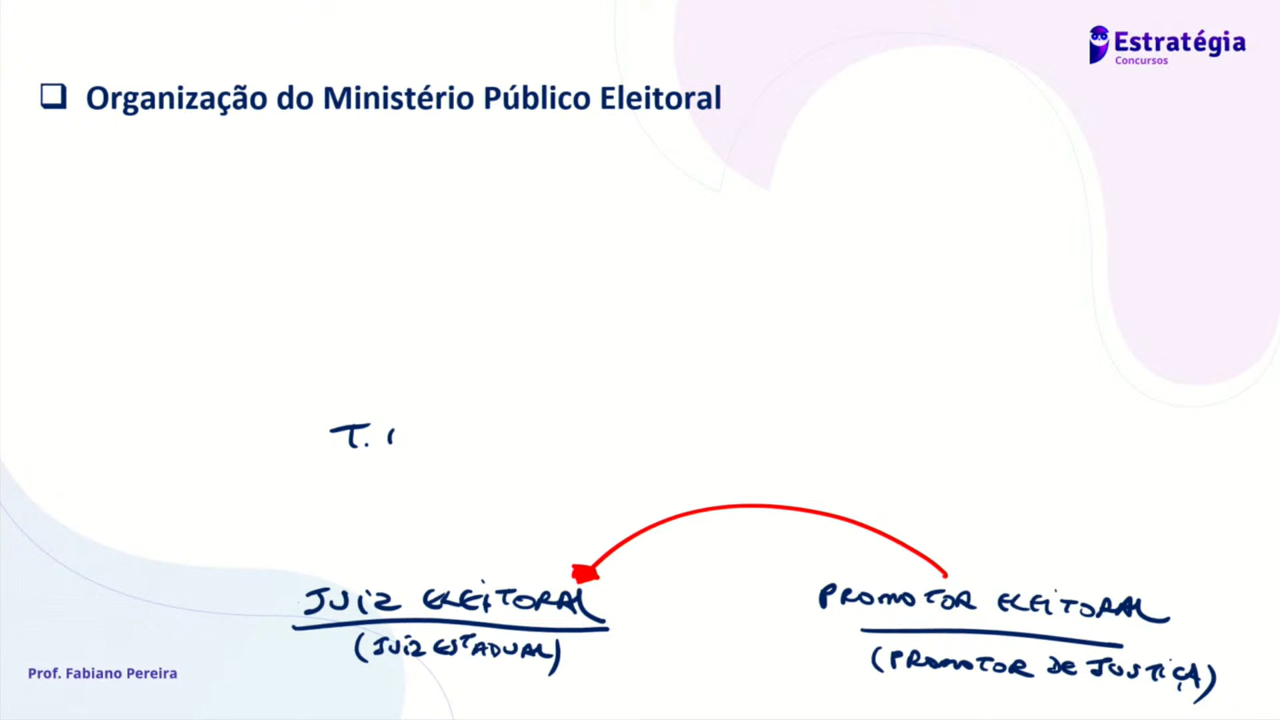 Estratégia
Concursos
❑ Organização do Ministério Público Eleitoral
T.
JUIZ ELEITORAL
(JUIZ ESTADUAL)
PROMOTOR ELEITORAL
(PROMOTOR DE JUSTIÇA)
Prof. Fabiano Pereira